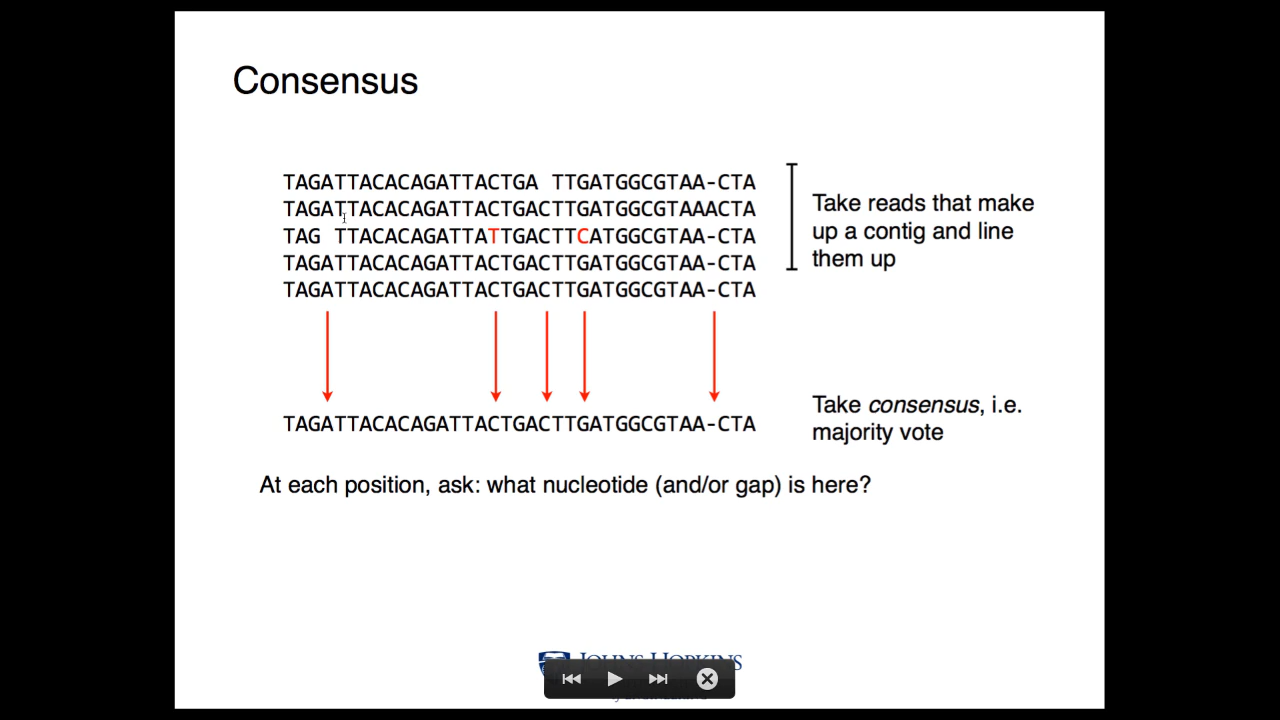 Consensus
TAGATTACACAGATTACTGA TTGATGGCGTAA-CTA
TAGATTACACAGATTACTGACTTGATGGCGTAAACTA
TAG TTACACAGATTATTGACTTCATGGCGTAA-CTA
TAGATTACACAGATTACTGACTTGATGGCGTAA-CTA
TAGATTACACAGATTACTGACTTGATGGCGTAA-CTA
Take reads that make
up a contig and line
them up
TAGATTACACAGATTACTGACTTGATGGCGTAA-CTA
Take consensus, i.e.
majority vote
At each position, ask: what nucleotide (and/or gap) is here?
JOHNS HOPKINS